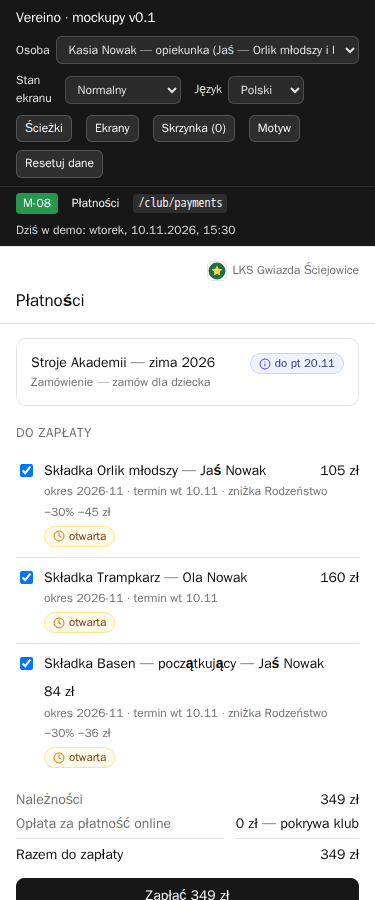 Vereino · mockupy v0.1
Osoba
Kasia Nowak — opiekunka (Jaś — Orlik młodszy i l
Stan ekranu
Normalny
Język
Polski
Ścieżki
Ekrany
Skrzynka (0)
Motyw
Resetuj dane
M-08 Płatności /club/payments
Dziś w demo: wtorek, 10.11.2026, 15:30
LKS Gwiazda Ściejowice
Płatności
Stroje Akademii — zima 2026
do pt 20.11
Zamówienie — zamów dla dziecka
DO ZAPŁATY
Składka Orlik młodszy — Jaś Nowak 105 zł
okres 2026-11 · termin wt 10.11 · zniżka Rodzeństwo
−30% −45 zł
otwarta
Składka Trampkarz — Ola Nowak 160 zł
okres 2026-11 · termin wt 10.11
otwarta
Składka Basen — początkujący — Jaś Nowak
84 zł
okres 2026-11 · termin wt 10.11 · zniżka Rodzeństwo
−30% −36 zł
otwarta
Należności 349 zł
Opłata za płatność online 0 zł — pokrywa klub
Razem do zapłaty 349 zł
Zapłać 349 zł